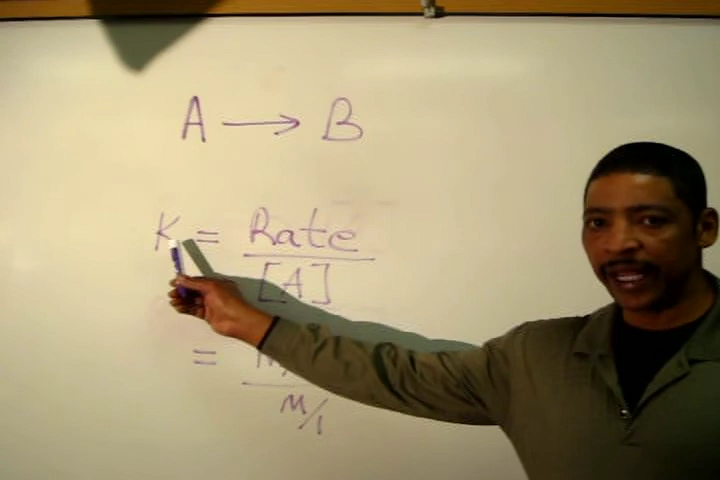 A → B
K = Rate
[A]
=
M/1